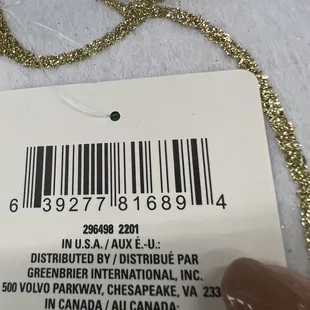 6 39277 81689 4
296498 2201
IN U.S.A. / AUX É.-U.:
DISTRIBUTED BY / DISTRIBUÉ PAR
GREENBRIER INTERNATIONAL, INC.
500 VOLVO PARKWAY, CHESAPEAKE, VA 233
IN CANADA / AU CANADA: